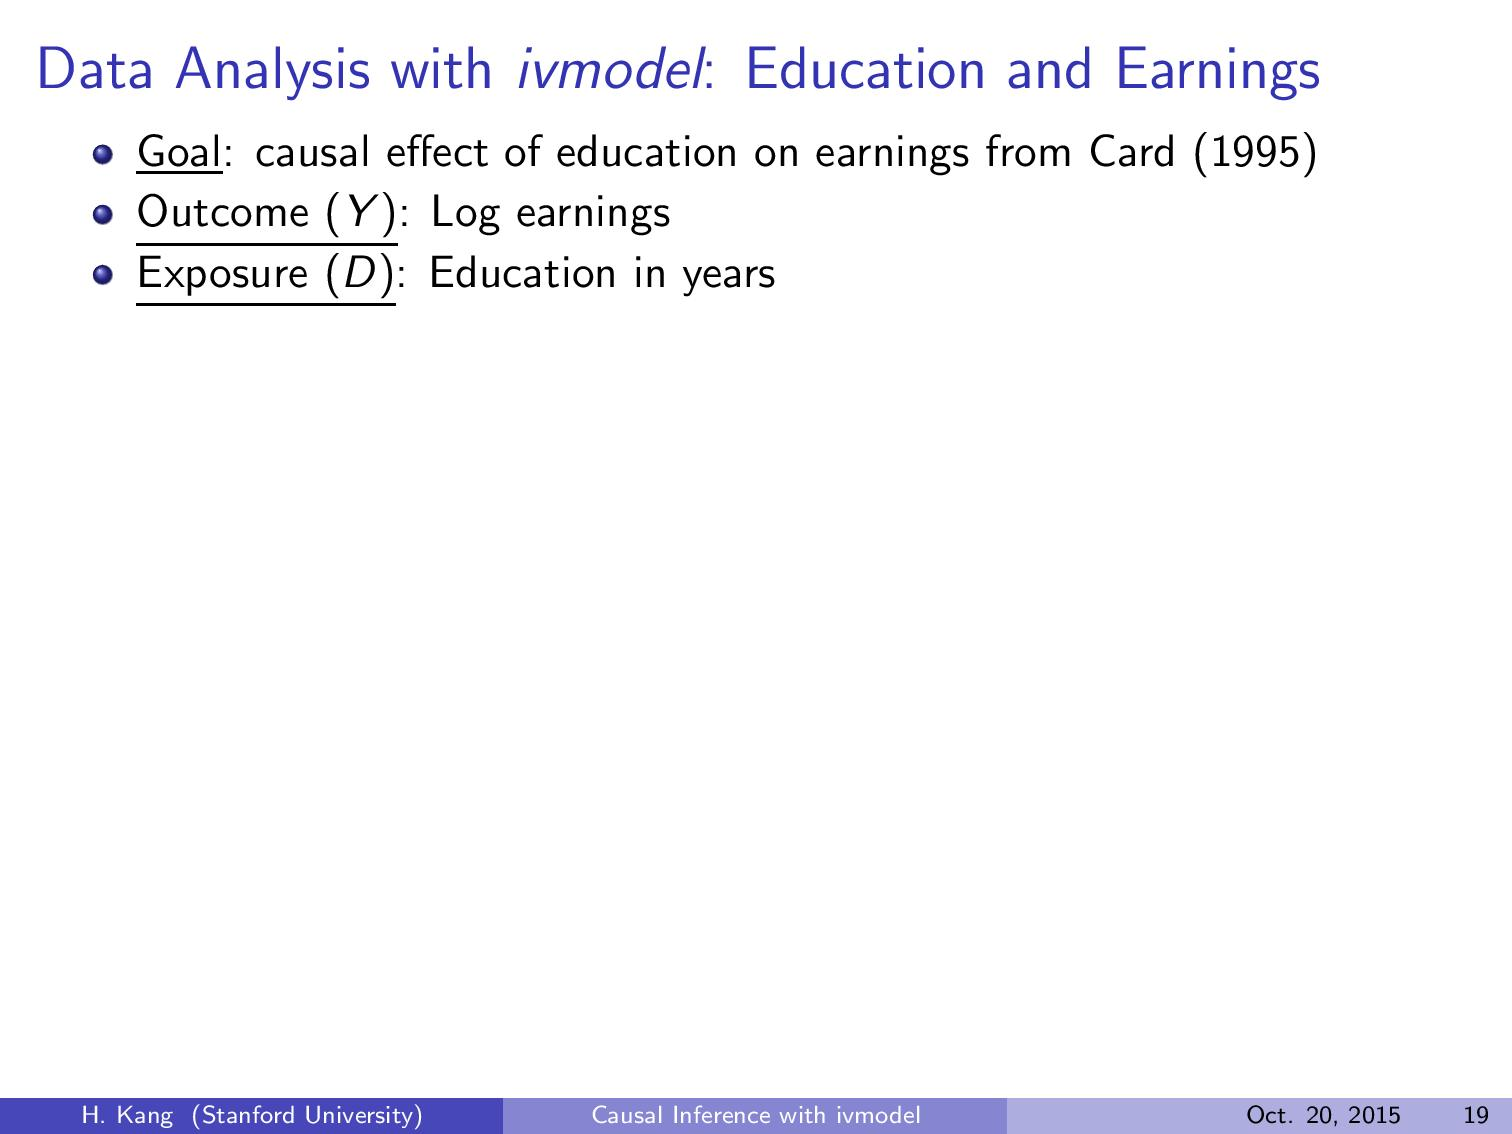 Data Analysis with ivmodel: Education and Earnings
Goal: causal effect of education on earnings from Card (1995)
Outcome (Y): Log earnings
Exposure (D): Education in years
H. Kang (Stanford University)
Causal Inference with ivmodel
Oct. 20, 2015
19